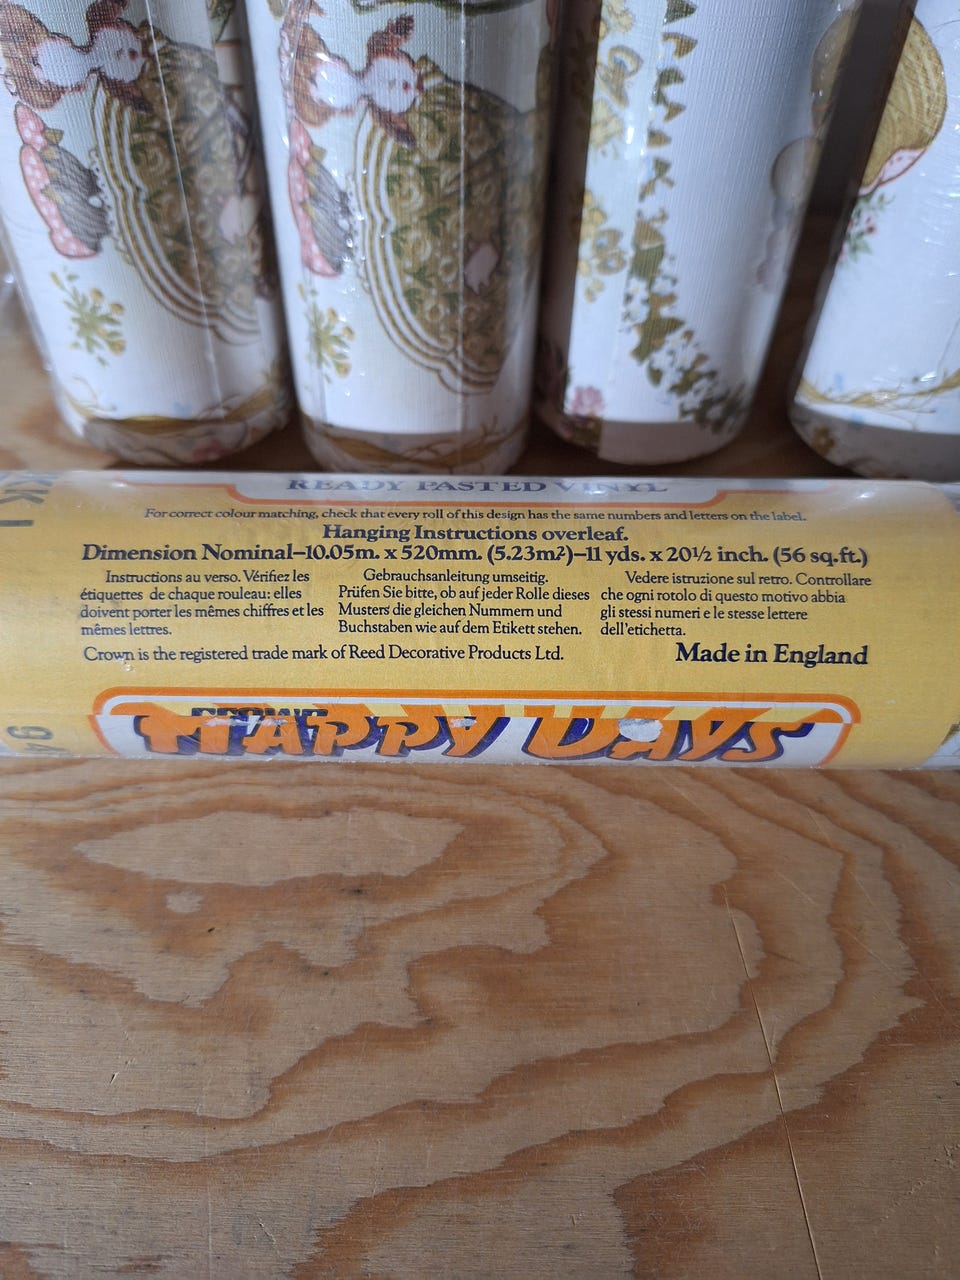 READY PASTED VINYL
For correct colour matching, check that every roll of this design has the same numbers and letters on the label.
Hanging Instructions overleaf.
Dimension Nominal–10.05m. x 520mm. (5.23m²)–11 yds. x 20½ inch. (56 sq.ft.)
Instructions au verso. Vérifiez les
étiquettes de chaque rouleau: elles
doivent porter les mêmes chiffres et les
mêmes lettres.
Gebrauchsanleitung umseitig.
Prüfen Sie bitte, ob auf jeder Rolle dieses
Musters die gleichen Nummern und
Buchstaben wie auf dem Etikett stehen.
Vedere istruzione sul retro. Controllare
che ogni rotolo di questo motivo abbia
gli stessi numeri e le stesse lettere
dell'etichetta.
Crown is the registered trade mark of Reed Decorative Products Ltd.
Made in England
CROWN
HAPPY DAYS